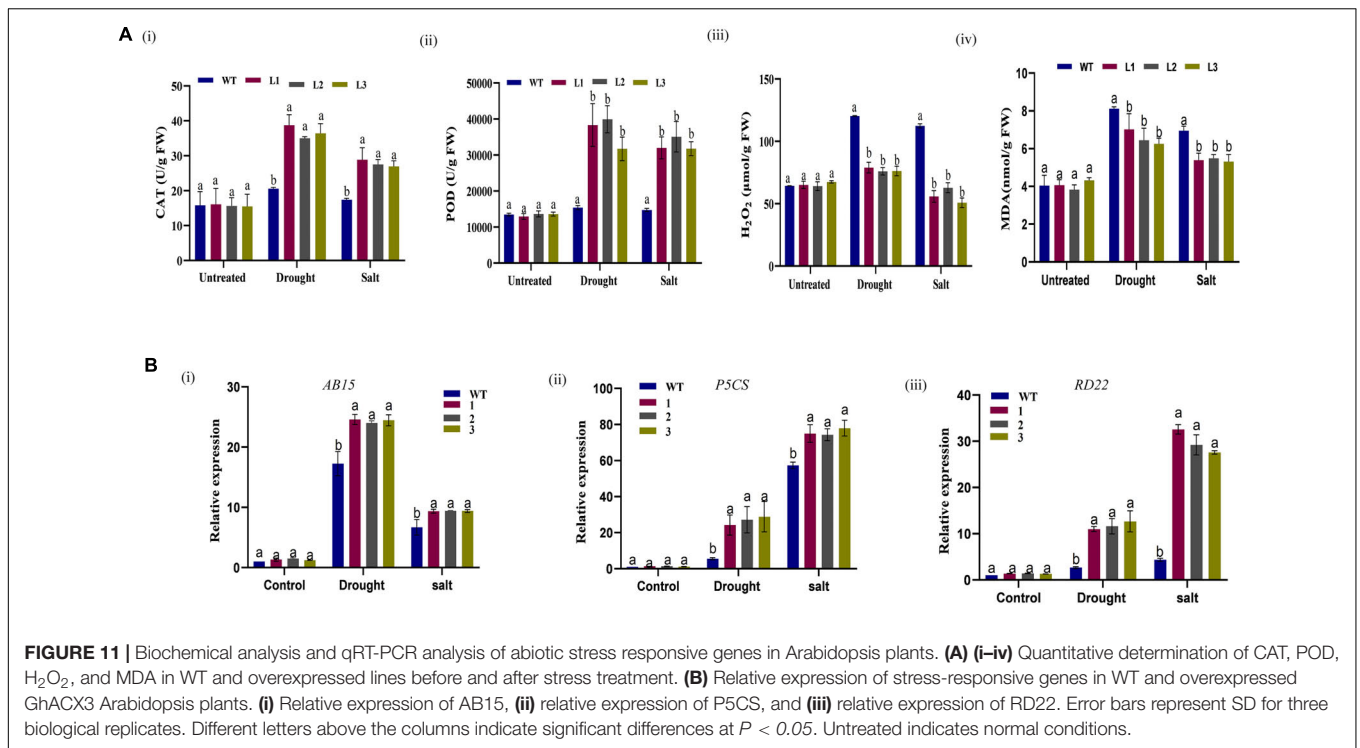 A (i) (ii) (iii) (iv)
WT L1 L2 L3
CAT (U/g FW)
50
40
30
20
10
0
a a a a b a a a b a a a
Untreated Drought Salt
WT L1 L2 L3
POD (U/g FW)
50000
40000
30000
20000
10000
0
a a a a a b b b a b b b
Untreated Drought Salt
WT L1 L2 L3
H₂O₂ (µmol/g FW)
150
100
50
0
a a a a a b b b a b b b
Untreated Drought Salt
WT L1 L2 L3
MDA(nmol/g FW)
10
8
6
4
2
0
a a a a a b b b a b b b
Untreated Drought Salt
B (i) AB15
WT
1
2
3
Relative expression
30
20
10
0
a a a a b a a a b a a a
Control Drought salt
(ii) P5CS
WT
1
2
3
Relative expression
100
80
60
40
20
0
a a a a b a a a b a a a
Control Drought salt
(iii) RD22
WT
1
2
3
Relative expression
40
30
20
10
0
a a a a b a a a b a a a
Control Drought salt
FIGURE 11 | Biochemical analysis and qRT-PCR analysis of abiotic stress responsive genes in Arabidopsis plants. (A) (i–iv) Quantitative determination of CAT, POD,
H₂O₂, and MDA in WT and overexpressed lines before and after stress treatment. (B) Relative expression of stress-responsive genes in WT and overexpressed
GhACX3 Arabidopsis plants. (i) Relative expression of AB15, (ii) relative expression of P5CS, and (iii) relative expression of RD22. Error bars represent SD for three
biological replicates. Different letters above the columns indicate significant differences at P < 0.05. Untreated indicates normal conditions.